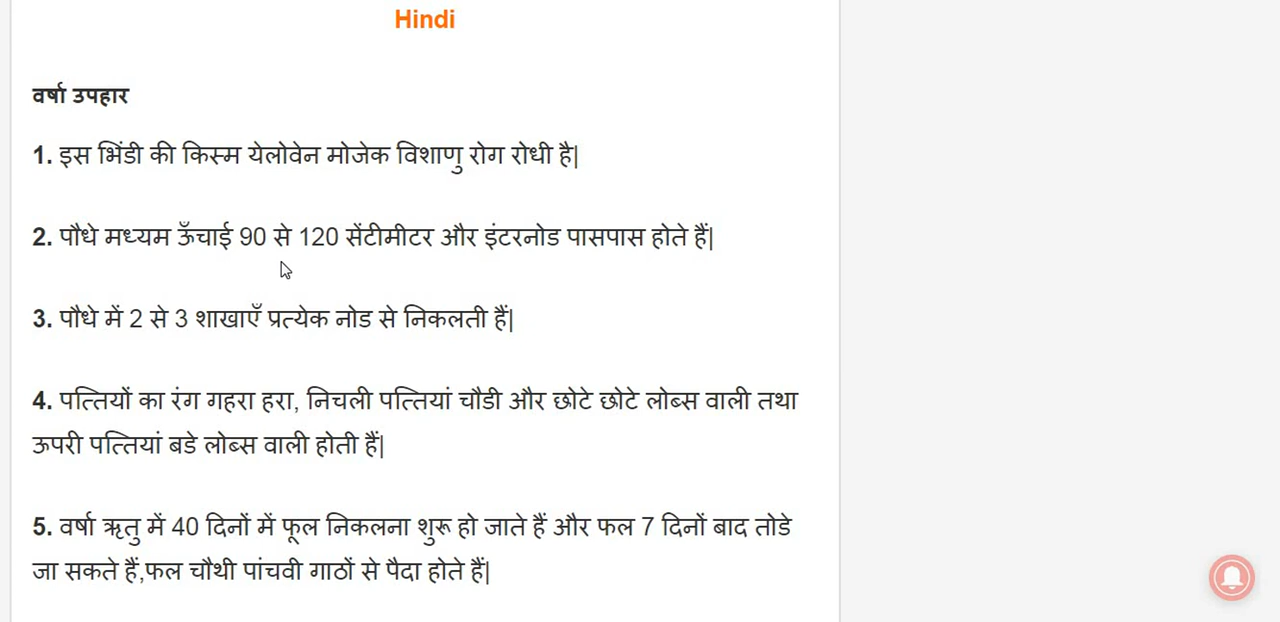 Hindi
वर्षा उपहार
1. इस भिंडी की किस्म येलोवेन मोजेक विशाणु रोग रोधी है|
2. पौधे मध्यम ऊँचाई 90 से 120 सेंटीमीटर और इंटरनोड पासपास होते हैं|
3. पौधे में 2 से 3 शाखाएँ प्रत्येक नोड से निकलती हैं|
4. पत्तियों का रंग गहरा हरा, निचली पत्तियां चौडी और छोटे छोटे लोब्स वाली तथा
ऊपरी पत्तियां बडे लोब्स वाली होती हैं|
5. वर्षा ऋतु में 40 दिनों में फूल निकलना शुरू हो जाते हैं और फल 7 दिनों बाद तोडे
जा सकते हैं,फल चौथी पांचवी गाठों से पैदा होते हैं|